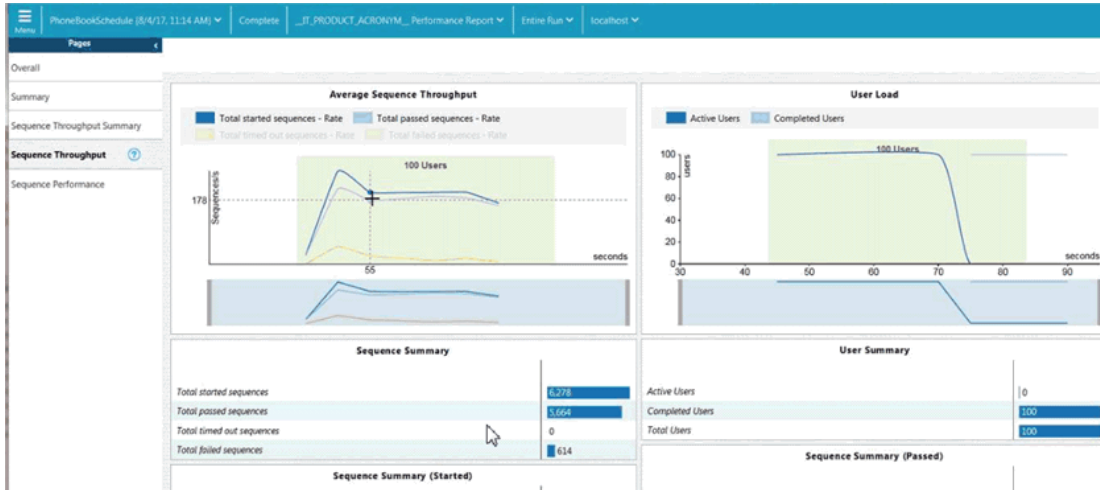 Menu
PhoneBookSchedule (8/4/17, 11:14 AM)
Complete
__IT_PRODUCT_ACRONYM__ Performance Report
Entire Run
localhost
Pages
Overall
Summary
Sequence Throughput Summary
Sequence Throughput
?
Sequence Performance
Average Sequence Throughput
Total started sequences - Rate
Total passed sequences - Rate
Total timed out sequences - Rate
Total failed sequences - Rate
100 Users
Sequences/s
178
55
seconds
User Load
Active Users
Completed Users
100 Users
users
100
80
60
40
20
0
30
40
50
60
70
80
90
seconds
Sequence Summary
Total started sequences 6,278
Total passed sequences 5,664
Total timed out sequences 0
Total failed sequences 614
User Summary
Active Users 0
Completed Users 100
Total Users 100
Sequence Summary (Started)
Sequence Summary (Passed)